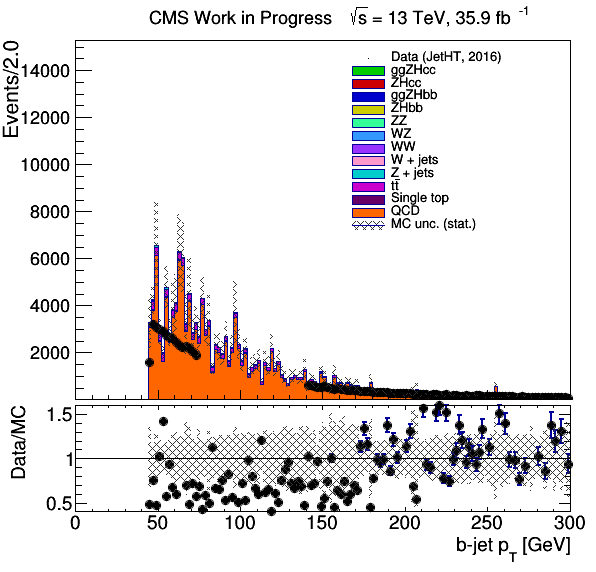 CMS Work in Progress √s = 13 TeV, 35.9 fb -1
Events/2.0
14000
12000
10000
8000
6000
4000
2000
Data (JetHT, 2016)
ggZHcc
ZHcc
ggZHbb
ZHbb
ZZ
WZ
WW
W + jets
Z + jets
tt̄
Single top
QCD
MC unc. (stat.)
Data/MC
1.5
1
0.5
0 50 100 150 200 250 300
b-jet p_T [GeV]